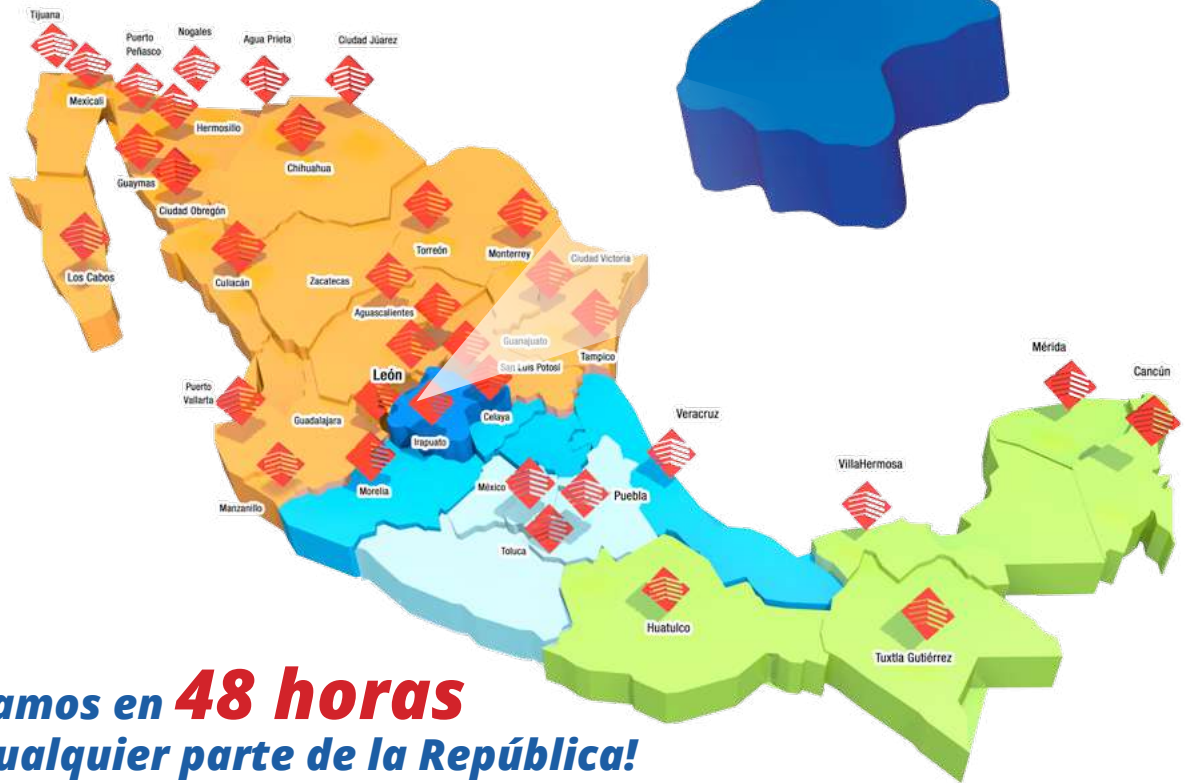 Tijuana
Puerto
Peñasco
Nogales
Agua Prieta
Ciudad Júarez
Mexicali
Hermosillo
Chihuahua
Guaymas
Ciudad Obregón
Los Cabos
Culiacán
Torreón
Monterrey
Ciudad Victoria
Zacatecas
Aguascalientes
Guanajuato
San Luis Potosí
Tampico
León
Puerto
Vallarta
Guadalajara
Celaya
Irapuato
Mérida
Cancún
Veracruz
VillaHermosa
Morelia
México
Puebla
Manzanillo
Toluca
Huatulco
Tuxtla Gutiérrez
amos en 48 horas
ualquier parte de la República!